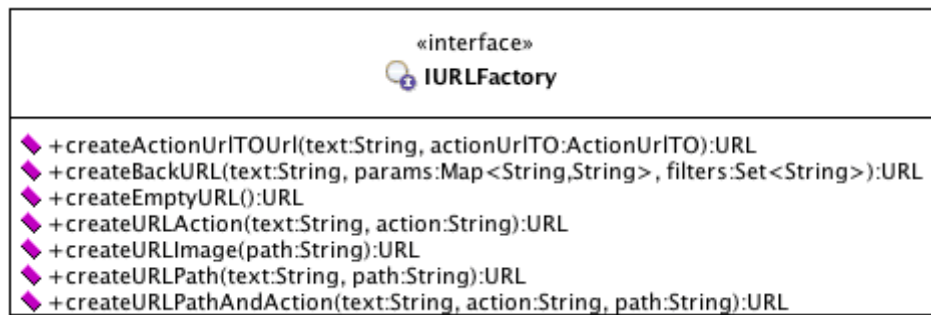 «interface»
IURLFactory
+createActionUrlTOUrl(text:String, actionUrlTO:ActionUrlTO):URL
+createBackURL(text:String, params:Map<String,String>, filters:Set<String>):URL
+createEmptyURL():URL
+createURLAction(text:String, action:String):URL
+createURLImage(path:String):URL
+createURLPath(text:String, path:String):URL
+createURLPathAndAction(text:String, action:String, path:String):URL